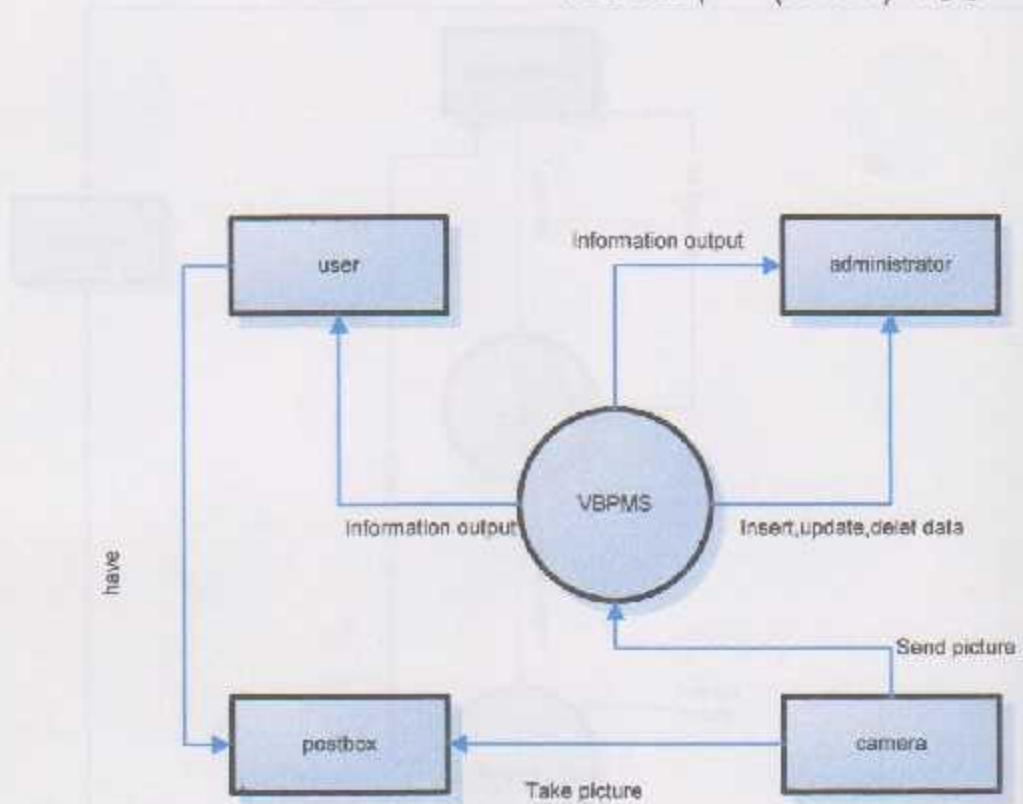 Information output
user
administrator
VBPMS
Information output
Insert,update,delet data
have
Send picture
postbox
camera
Take picture